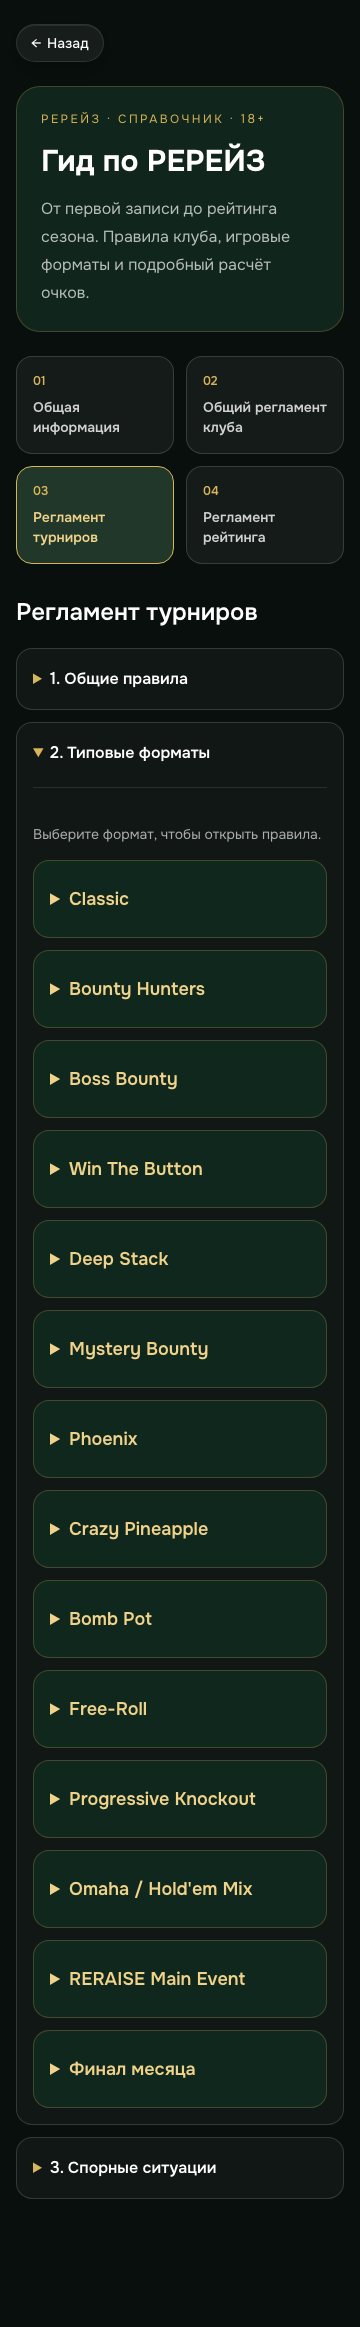 ← Назад
РЕРЕЙЗ · СПРАВОЧНИК · 18+
Гид по РЕРЕЙЗ
От первой записи до рейтинга
сезона. Правила клуба, игровые
форматы и подробный расчёт
очков.
01
Общая
информация
02
Общий регламент
клуба
03
Регламент
турниров
04
Регламент
рейтинга
Регламент турниров
1. Общие правила
2. Типовые форматы
Выберите формат, чтобы открыть правила.
Classic
Bounty Hunters
Boss Bounty
Win The Button
Deep Stack
Mystery Bounty
Phoenix
Crazy Pineapple
Bomb Pot
Free-Roll
Progressive Knockout
Omaha / Hold'em Mix
RERAISE Main Event
Финал месяца
3. Спорные ситуации